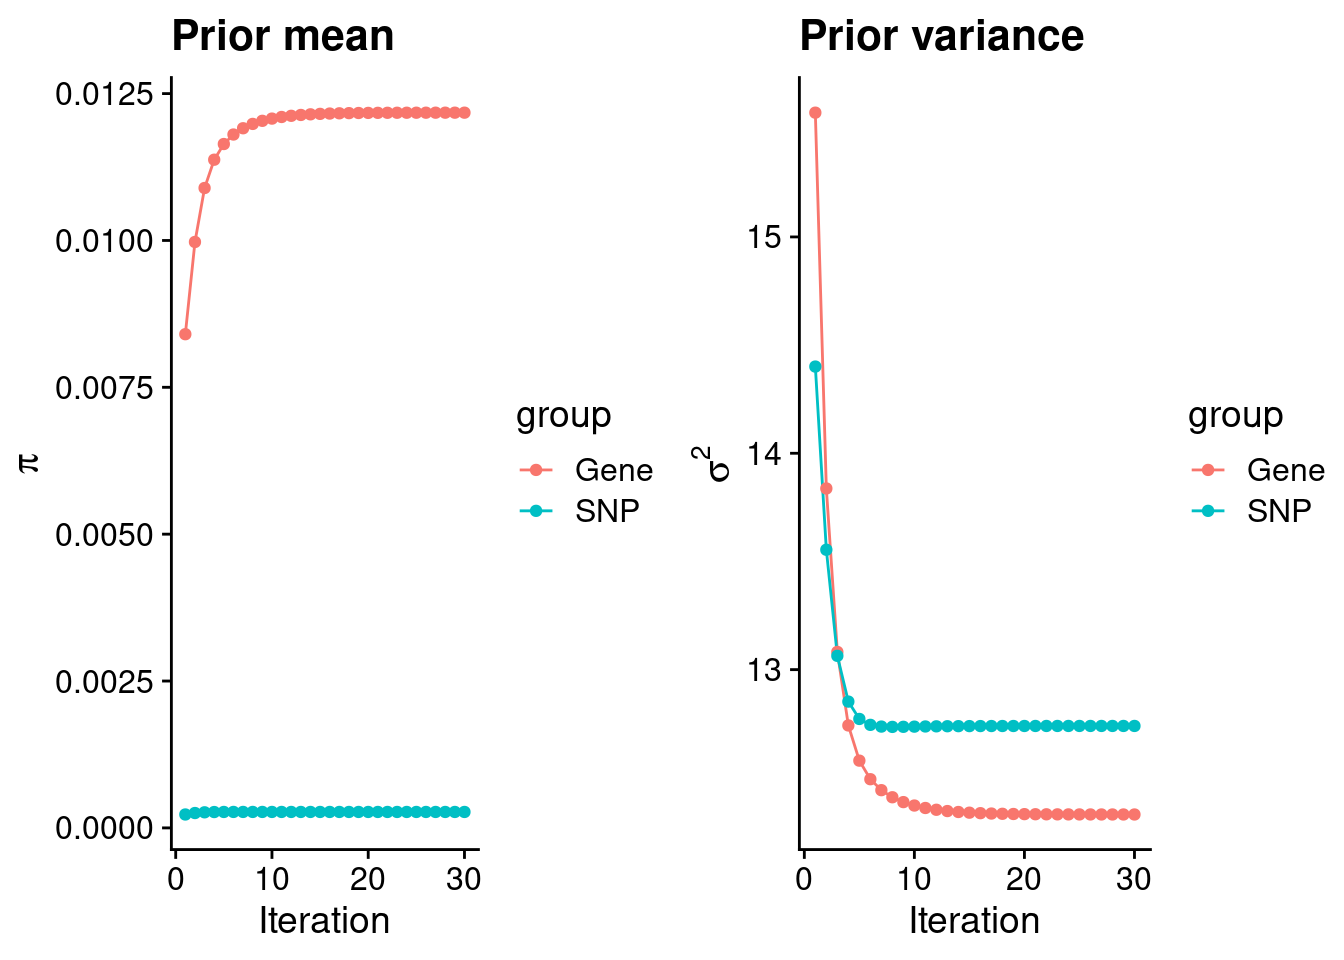 Prior mean
0.0125
0.0100
0.0075
0.0050
0.0025
0.0000
π
0 10 20 30
Iteration
group
Gene
SNP
Prior variance
15
14
13
σ²
0 10 20 30
Iteration
group
Gene
SNP